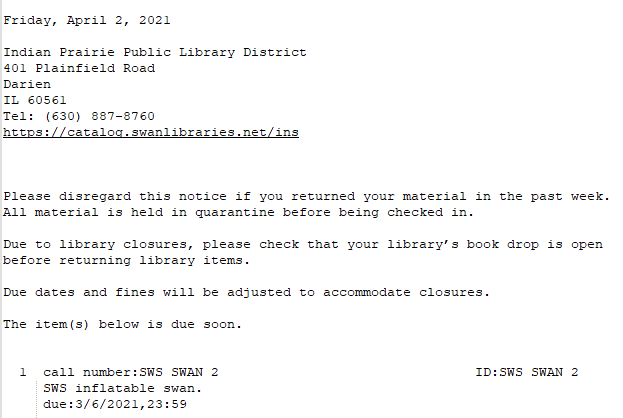 Friday, April 2, 2021
Indian Prairie Public Library District
401 Plainfield Road
Darien
IL 60561
Tel: (630) 887-8760
https://catalog.swanlibraries.net/ins
Please disregard this notice if you returned your material in the past week.
All material is held in quarantine before being checked in.
Due to library closures, please check that your library's book drop is open
before returning library items.
Due dates and fines will be adjusted to accommodate closures.
The item(s) below is due soon.
1 call number:SWS SWAN 2 ID:SWS SWAN 2
SWS inflatable swan.
due:3/6/2021,23:59